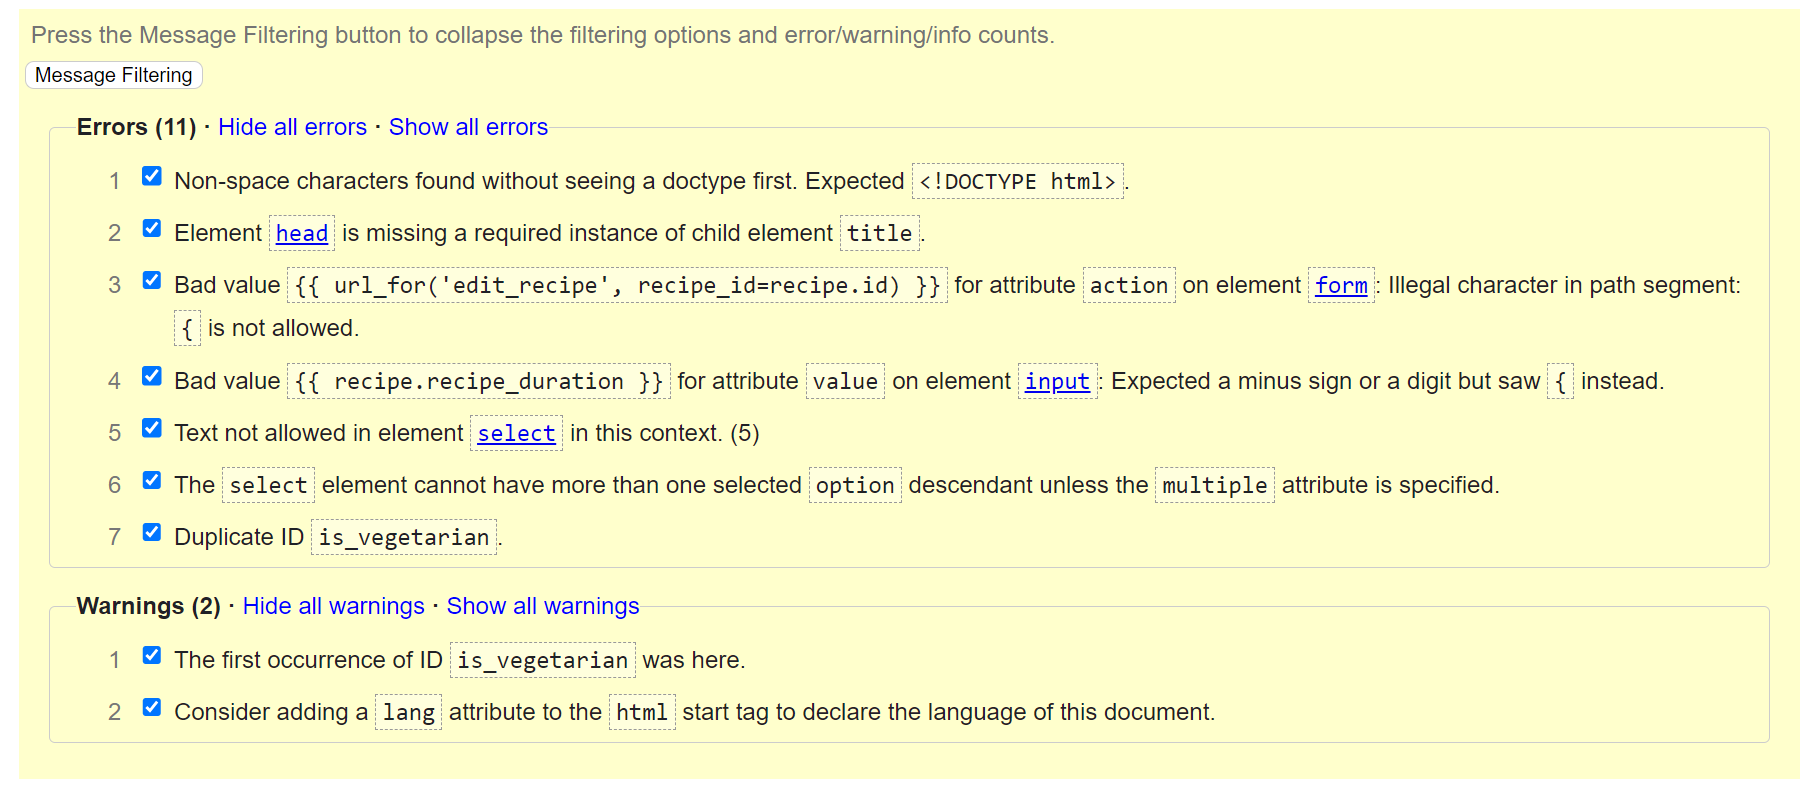 Press the Message Filtering button to collapse the filtering options and error/warning/info counts.
Message Filtering
Errors (11) · Hide all errors · Show all errors
1 Non-space characters found without seeing a doctype first. Expected <!DOCTYPE html>.
2 Element head is missing a required instance of child element title.
3 Bad value {{ url_for('edit_recipe', recipe_id=recipe.id) }} for attribute action on element form: Illegal character in path segment:
{ is not allowed.
4 Bad value {{ recipe.recipe_duration }} for attribute value on element input: Expected a minus sign or a digit but saw { instead.
5 Text not allowed in element select in this context. (5)
6 The select element cannot have more than one selected option descendant unless the multiple attribute is specified.
7 Duplicate ID is_vegetarian.
Warnings (2) · Hide all warnings · Show all warnings
1 The first occurrence of ID is_vegetarian was here.
2 Consider adding a lang attribute to the html start tag to declare the language of this document.